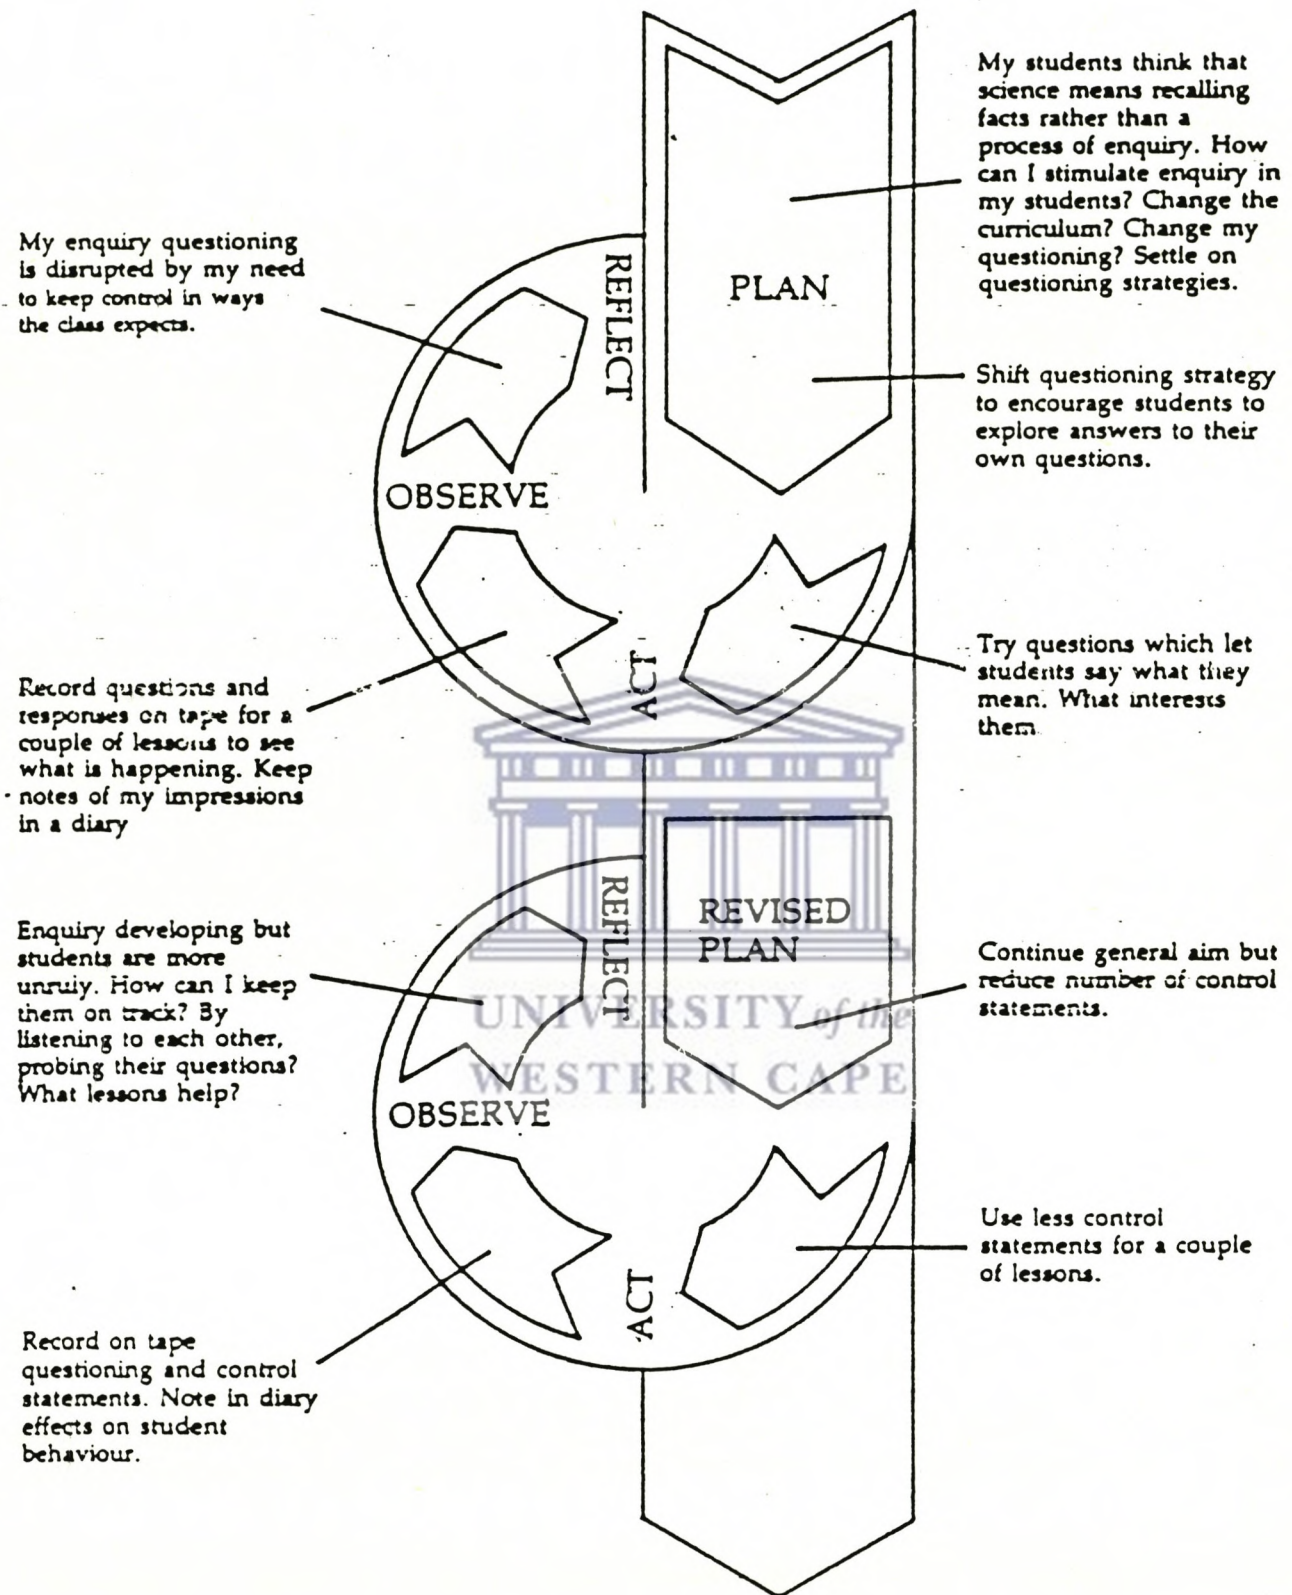 My students think that
science means recalling
facts rather than a
process of enquiry. How
can I stimulate enquiry in
my students? Change the
curriculum? Change my
questioning? Settle on
questioning strategies.
PLAN
Shift questioning strategy
to encourage students to
explore answers to their
own questions.
My enquiry questioning
is disrupted by my need
to keep control in ways
the class expects.
REFLECT
OBSERVE
ACT
Try questions which let
students say what they
mean. What interests
them
Record questions and
responses on tape for a
couple of lessons to see
what is happening. Keep
notes of my impressions
in a diary
REVISED
PLAN
Continue general aim but
reduce number of control
statements.
Enquiry developing but
students are more
unruly. How can I keep
them on track? By
listening to each other,
probing their questions?
What lessons help?
REFLECT
UNIVERSITY of the
WESTERN CAPE
OBSERVE
ACT
Use less control
statements for a couple
of lessons.
Record on tape
questioning and control
statements. Note in diary
effects on student
behaviour.